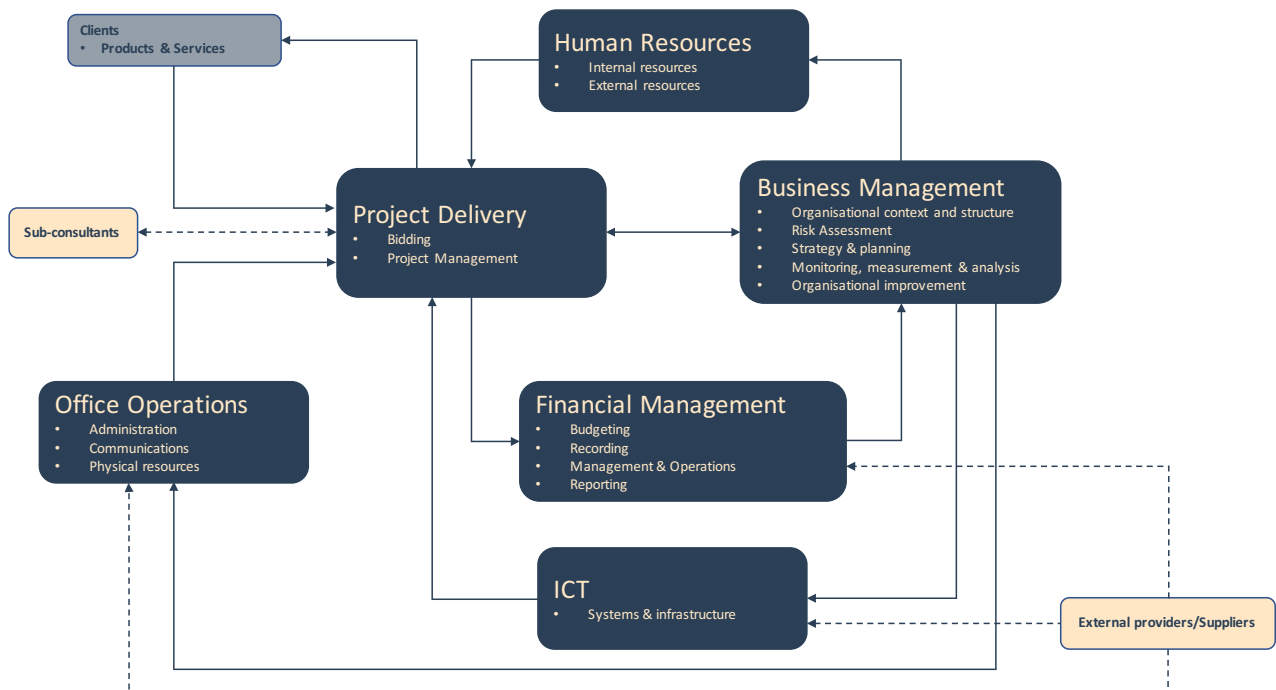 Clients
• Products & Services
Human Resources
• Internal resources
• External resources
Project Delivery
• Bidding
• Project Management
Business Management
• Organisational context and structure
• Risk Assessment
• Strategy & planning
• Monitoring, measurement & analysis
• Organisational improvement
Sub-consultants
Office Operations
• Administration
• Communications
• Physical resources
Financial Management
• Budgeting
• Recording
• Management & Operations
• Reporting
ICT
• Systems & infrastructure
External providers/Suppliers